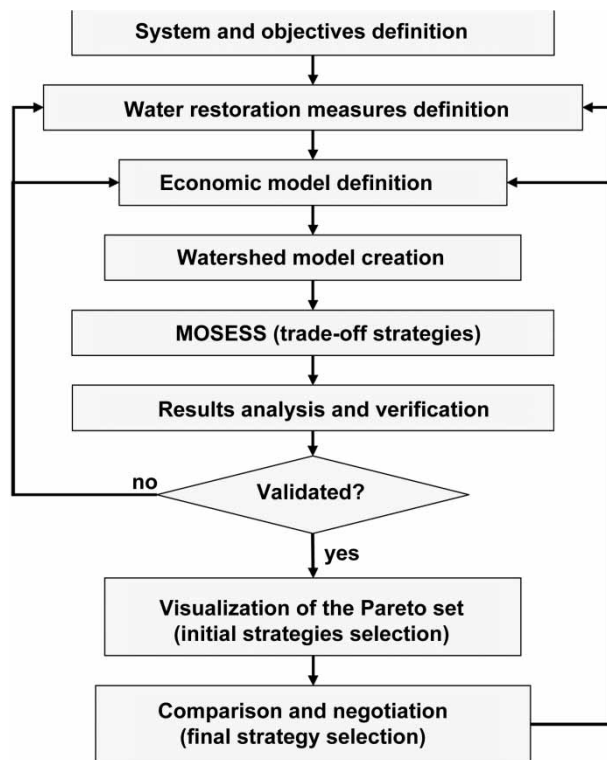 System and objectives definition
Water restoration measures definition
Economic model definition
Watershed model creation
MOSESS (trade-off strategies)
Results analysis and verification
no
Validated?
yes
Visualization of the Pareto set
(initial strategies selection)
Comparison and negotiation
(final strategy selection)